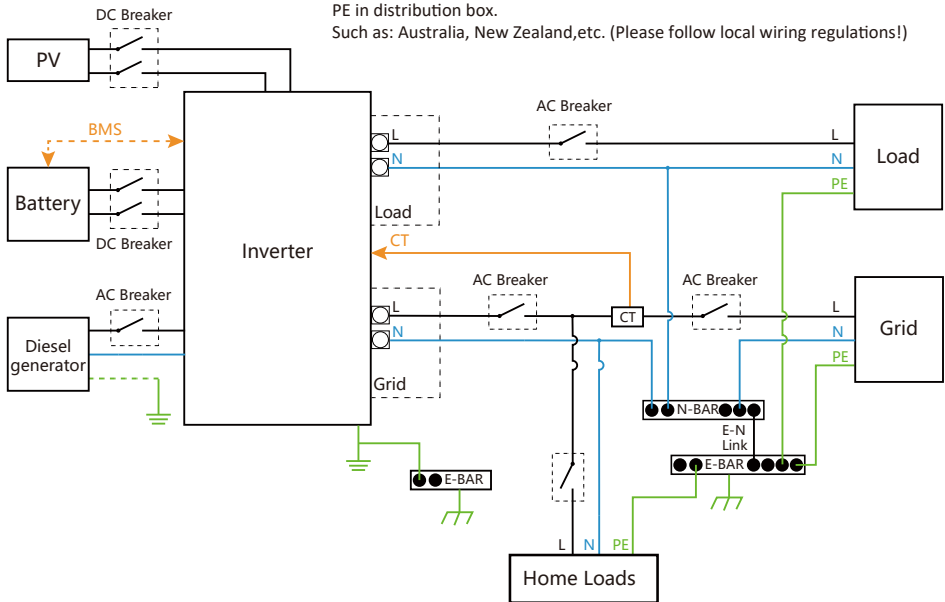 PE in distribution box.
Such as: Australia, New Zealand,etc. (Please follow local wiring regulations!)
DC Breaker
PV
AC Breaker
BMS
L
L
N
N
Load
PE
Battery
Load
DC Breaker
Inverter
CT
AC Breaker
AC Breaker
AC Breaker
L
CT
L
N
N
Grid
Diesel
generator
PE
Grid
N-BAR
E-N
Link
E-BAR
E-BAR
L
N
PE
Home Loads